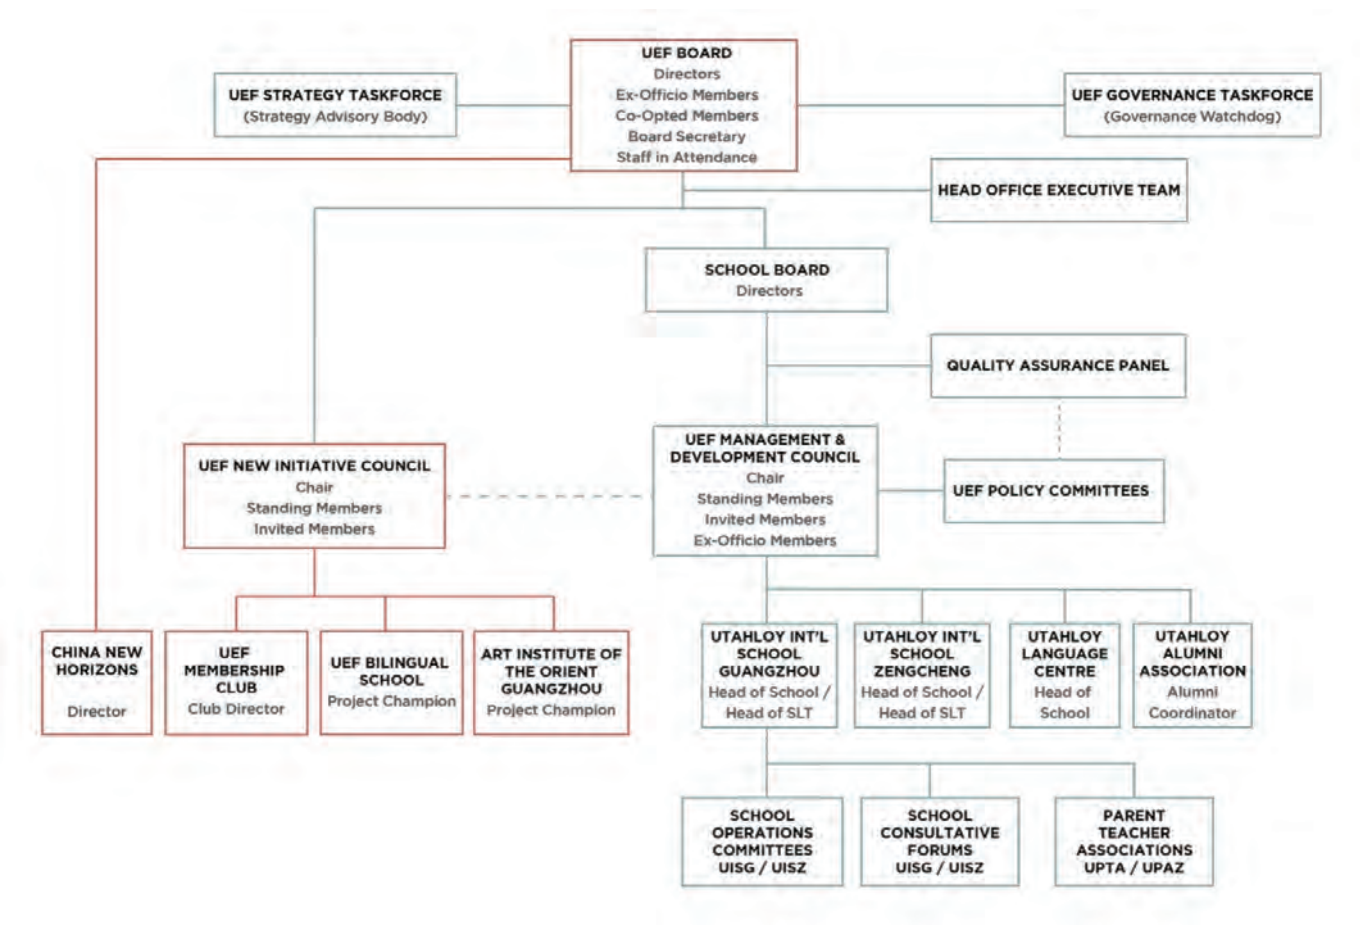 UEF BOARD
Directors
Ex-Officio Members
Co-Opted Members
Board Secretary
Staff in Attendance
UEF STRATEGY TASKFORCE
(Strategy Advisory Body)
UEF GOVERNANCE TASKFORCE
(Governance Watchdog)
HEAD OFFICE EXECUTIVE TEAM
SCHOOL BOARD
Directors
QUALITY ASSURANCE PANEL
UEF NEW INITIATIVE COUNCIL
Chair
Standing Members
Invited Members
UEF MANAGEMENT &
DEVELOPMENT COUNCIL
Chair
Standing Members
Invited Members
Ex-Officio Members
UEF POLICY COMMITTEES
CHINA NEW
HORIZONS
Director
UEF
MEMBERSHIP
CLUB
Club Director
UEF BILINGUAL
SCHOOL
Project Champion
ART INSTITUTE OF
THE ORIENT
GUANGZHOU
Project Champion
UTAHLOY INT'L
SCHOOL
GUANGZHOU
Head of School /
Head of SLT
UTAHLOY INT'L
SCHOOL
ZENGCHENG
Head of School /
Head of SLT
UTAHLOY
LANGUAGE
CENTRE
Head of
School
UTAHLOY
ALUMNI
ASSOCIATION
Alumni
Coordinator
SCHOOL
OPERATIONS
COMMITTEES
UISG / UISZ
SCHOOL
CONSULTATIVE
FORUMS
UISG / UISZ
PARENT
TEACHER
ASSOCIATIONS
UPTA / UPAZ